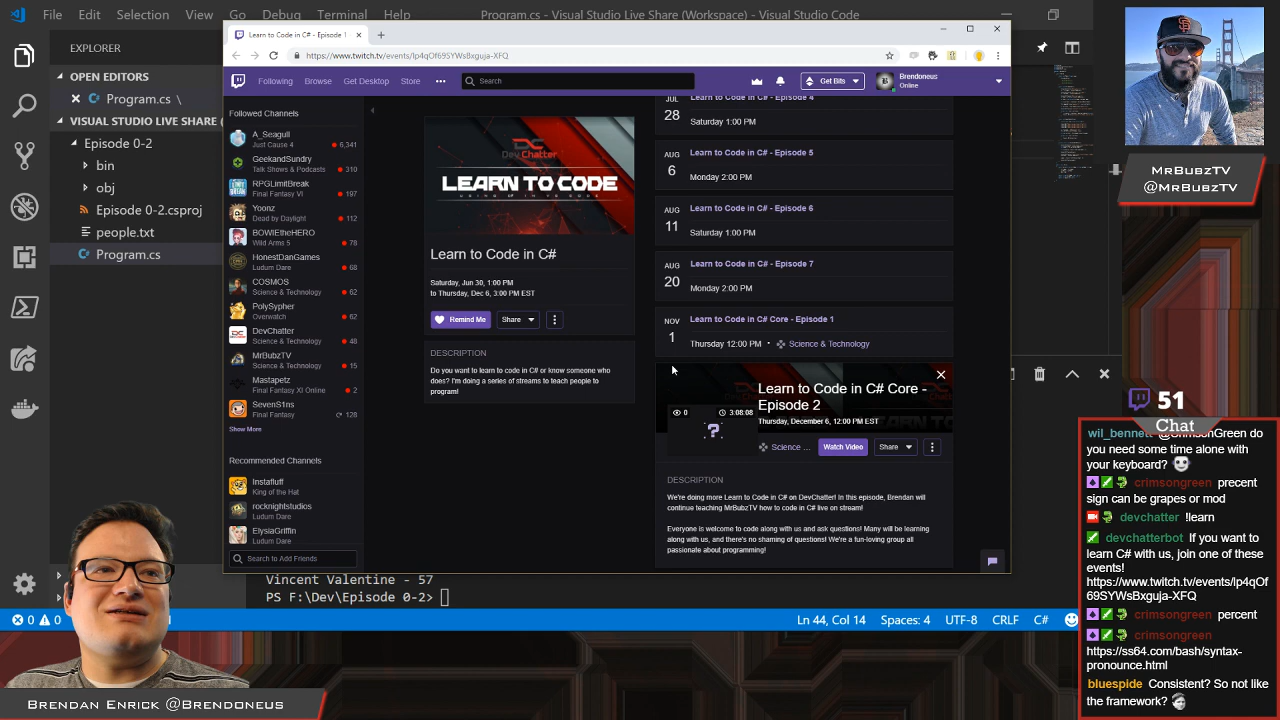 File Edit Selection View Go Debug Terminal Help
Program.cs - Visual Studio Live Share (Workspace) - Visual Studio Code
EXPLORER
OPEN EDITORS
Program.cs \
VISUAL STUDIO LIVE SHARE (
Episode 0-2
bin
obj
Episode 0-2.csproj
people.txt
Program.cs
Learn to Code in C# - Episode 1
https://www.twitch.tv/events/Ip4qOf69SYWsBxguja-XFQ
Following Browse Get Desktop Store
Search
Get Bits
Brendoneus
Online
Followed Channels
A_Seagull
Just Cause 4 6,341
GeekandSundry
Talk Shows & Podcasts 310
RPGLimitBreak
Final Fantasy VI 197
Yoonz
Dead by Daylight 112
BOWIEtheHERO
Wild Arms 5 78
HonestDanGames
Ludum Dare 68
COSMOS
Science & Technology 62
PolySypher
Overwatch 62
DevChatter
Science & Technology 48
MrBubzTV
Science & Technology 15
Mastapetz
Final Fantasy XI Online 2
SevenS1ns
Final Fantasy 128
Show More
Recommended Channels
Instafluff
King of the Hat
rocknightstudios
Ludum Dare
ElysiaGriffin
Ludum Dare
Search to Add Friends
DC
DevChatter
LEARN TO CODE
Learn to Code in C#
Saturday, Jun 30, 1:00 PM
to Thursday, Dec 6, 3:00 PM EST
Remind Me
Share
DESCRIPTION
Do you want to learn to code in C# or know someone who
does? I'm doing a series of streams to teach people to
program!
JUL
28
Learn to Code in C# - Episode 4
Saturday 1:00 PM
AUG
6
Learn to Code in C# - Episode 5
Monday 2:00 PM
AUG
11
Learn to Code in C# - Episode 6
Saturday 1:00 PM
AUG
20
Learn to Code in C# - Episode 7
Monday 2:00 PM
NOV
1
Learn to Code in C# Core - Episode 1
Thursday 12:00 PM • Science & Technology
0 3:08:08
?
Learn to Code in C# Core -
Episode 2
Thursday, December 6, 12:00 PM EST
Science ...
Watch Video
Share
DESCRIPTION
We're doing more Learn to Code in C# on DevChatter! In this episode, Brendan will
continue teaching MrBubzTV how to code in C# live on stream!
Everyone is welcome to code along with us and ask questions! Many will be learning
along with us, and there's no shaming of questions! We're a fun-loving group all
passionate about programming!
Vincent Valentine - 57
PS F:\Dev\Episode 0-2>
0 0
Ln 44, Col 14 Spaces: 4 UTF-8 CRLF C#
BRENDAN ENRICK @BRENDONEUS
SF
MRBUBZTV
@MRBUBZTV
51
Chat
wil_bennett @CrimsonGreen do
you need some time alone with
your keyboard?
crimsongreen precent
sign can be grapes or mod
devchatter !learn
devchatterbot If you want to
learn C# with us, join one of these
events!
https://www.twitch.tv/events/Ip4qOf
69SYWsBxguja-XFQ
crimsongreen percent
crimsongreen
https://ss64.com/bash/syntax-
pronounce.html
bluespide Consistent? So not like
the framework?